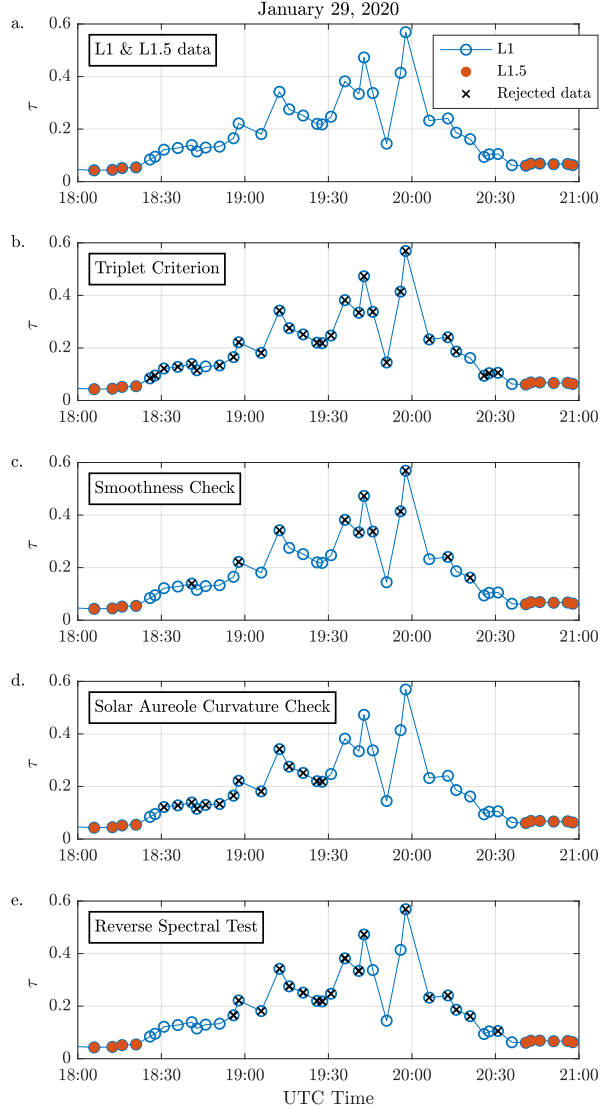 January 29, 2020
a.
0.6
L1 & L1.5 data
L1
L1.5
Rejected data
0.4
τ
0.2
0
18:00 18:30 19:00 19:30 20:00 20:30 21:00
b.
0.6
Triplet Criterion
0.4
τ
0.2
0
18:00 18:30 19:00 19:30 20:00 20:30 21:00
c.
0.6
Smoothness Check
0.4
τ
0.2
0
18:00 18:30 19:00 19:30 20:00 20:30 21:00
d.
0.6
Solar Aureole Curvature Check
0.4
τ
0.2
0
18:00 18:30 19:00 19:30 20:00 20:30 21:00
e.
0.6
Reverse Spectral Test
0.4
τ
0.2
0
18:00 18:30 19:00 19:30 20:00 20:30 21:00
UTC Time